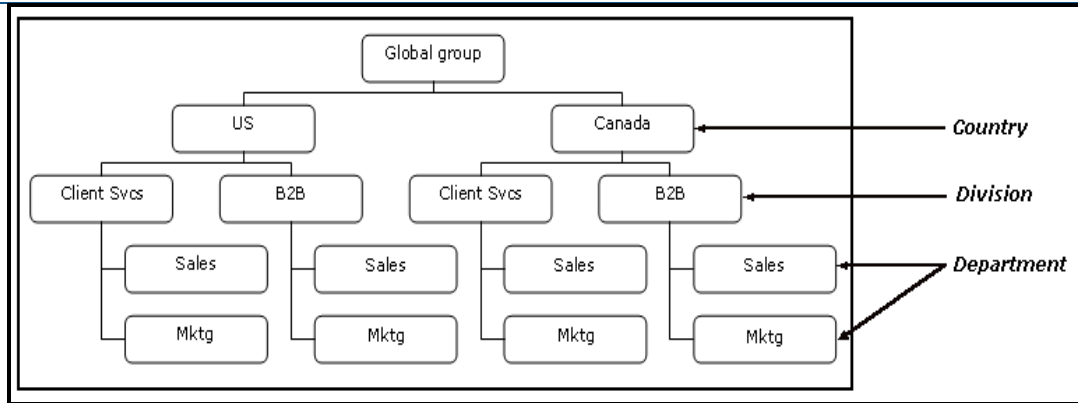 Global group
US
Canada
Country
Client Svcs
B2B
Client Svcs
B2B
Division
Sales
Sales
Sales
Sales
Department
Mktg
Mktg
Mktg
Mktg